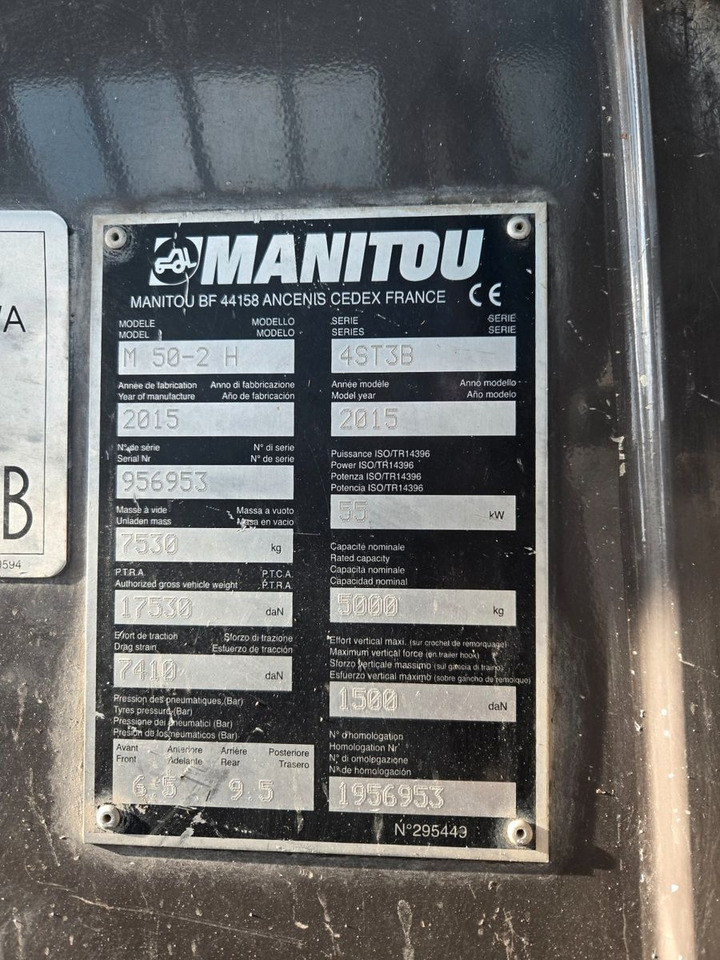 MANITOU
MANITOU BF 44158 ANCENIS CEDEX FRANCE CE
MODELE MODELLO
MODEL MODELO
M 50-2 H
SERIE SERIE
SERIES SERIE
4ST3B
Année de fabrication Anno di fabbricazione
Year of manufacture Año de fabricación
2015
Année modèle Anno modello
Model year Año modelo
2015
N° de série N° di serie
Serial Nr N° de serie
956953
Puissance ISO/TR14396
Power ISO/TR14396
Potenza ISO/TR14396
Potencia ISO/TR14396
55 kW
Masse à vide Massa a vuoto
Unladen mass Masa en vacio
7530 kg
Capacité nominale
Rated capacity
Capacita nominale
Capacidad nominal
5000 kg
P.T.R.A. P.T.C.A.
Authorized gross vehicle weight P.T.R.A.
17530 daN
Effort de traction Sforzo di trazione
Drag strain Esfuerzo de tracción
7410 daN
Effort vertical maxi. (sur crochet de remorquage)
Maximum vertical force (on trailer hook)
Sforzo verticale massimo (sul gancia di traino)
Esfuerzo vertical máximo (sobre gancho de remolque)
1500 daN
Pression des pneumatiques (Bar)
Tyres pressure (Bar)
Pressione dei pneumatici (Bar)
Presión de los neumáticos (Bar)
Avant Anteriore Arrière Posteriore
Front Adelante Rear Trasero
6.5 9.5
N° d'homologation
Homologation Nr
N° di omologazione
N° de homologación
1956953
N°295443
VA
B
594